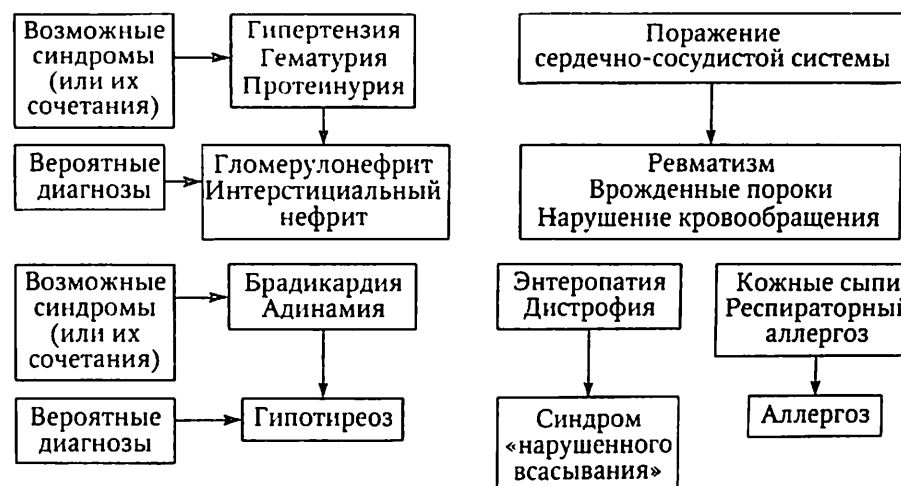 Возможные
синдромы
(или их
сочетания)
Гипертензия
Гематурия
Протеинурия
Поражение
сердечно-сосудистой системы
Вероятные
диагнозы
Гломерулонефрит
Интерстициальный
нефрит
Ревматизм
Врожденные пороки
Нарушение кровообращения
Возможные
синдромы
(или их
сочетания)
Брадикардия
Адинамия
Энтеропатия
Дистрофия
Кожные сыпи
Респираторный
аллергоз
Вероятные
диагнозы
Гипотиреоз
Синдром
«нарушенного
всасывания»
Аллергоз